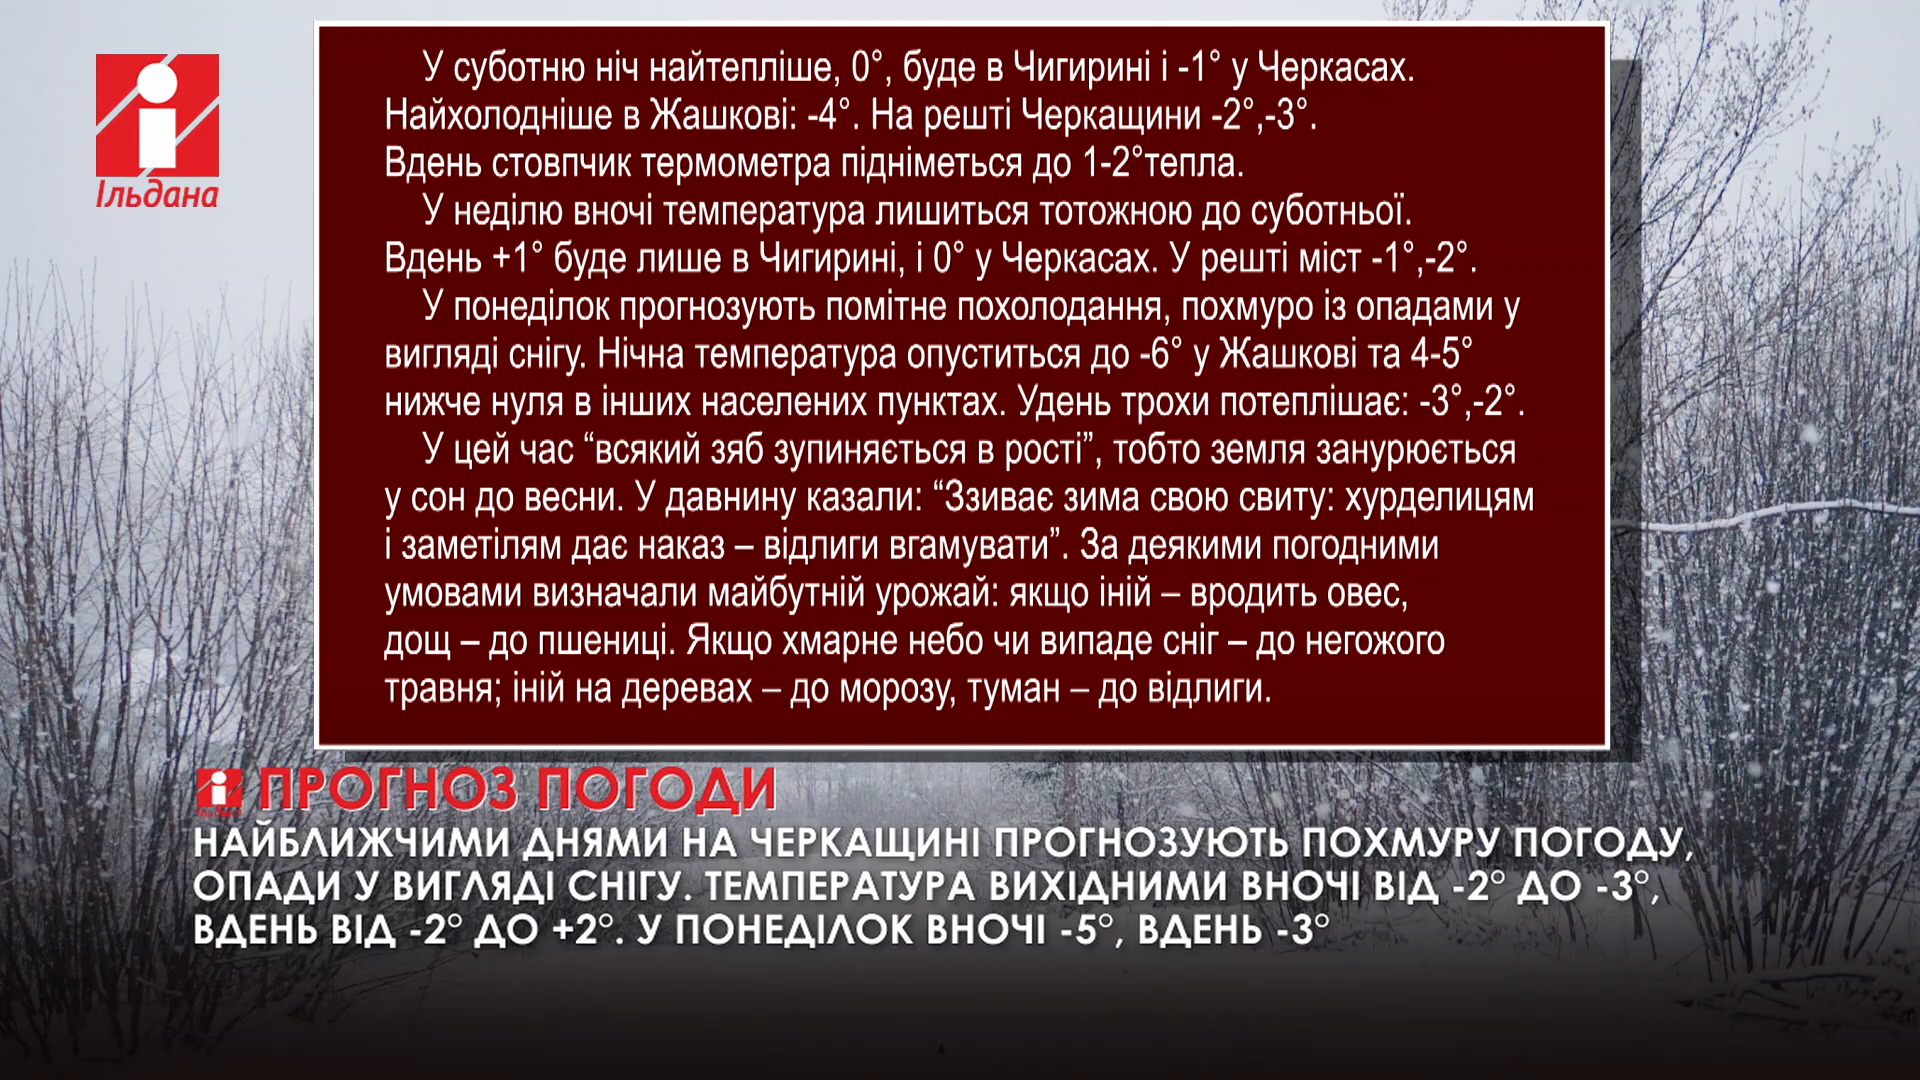 Ільдана
У суботню ніч найтепліше, 0°, буде в Чигирині і -1° у Черкасах.
Найхолодніше в Жашкові: -4°. На решті Черкащини -2°,-3°.
Вдень стовпчик термометра підніметься до 1-2°тепла.
У неділю вночі температура лишиться тотожною до суботньої.
Вдень +1° буде лише в Чигирині, і 0° у Черкасах. У решті міст -1°,-2°.
У понеділок прогнозують помітне похолодання, похмуро із опадами у
вигляді снігу. Нічна температура опуститься до -6° у Жашкові та 4-5°
нижче нуля в інших населених пунктах. Удень трохи потеплішає: -3°,-2°.
У цей час “всякий зяб зупиняється в рості”, тобто земля занурюється
у сон до весни. У давнину казали: “Ззиває зима свою свиту: хурделицям
і заметілям дає наказ – відлиги вгамувати”. За деякими погодними
умовами визначали майбутній урожай: якщо іній – вродить овес,
дощ – до пшениці. Якщо хмарне небо чи випаде сніг – до негожого
травня; іній на деревах – до морозу, туман – до відлиги.
ПРОГНОЗ ПОГОДИ
НАЙБЛИЖЧИМИ ДНЯМИ НА ЧЕРКАЩИНІ ПРОГНОЗУЮТЬ ПОХМУРУ ПОГОДУ,
ОПАДИ У ВИГЛЯДІ СНІГУ. ТЕМПЕРАТУРА ВИХІДНИМИ ВНОЧІ ВІД -2° ДО -3°,
ВДЕНЬ ВІД -2° ДО +2°. У ПОНЕДІЛОК ВНОЧІ -5°, ВДЕНЬ -3°